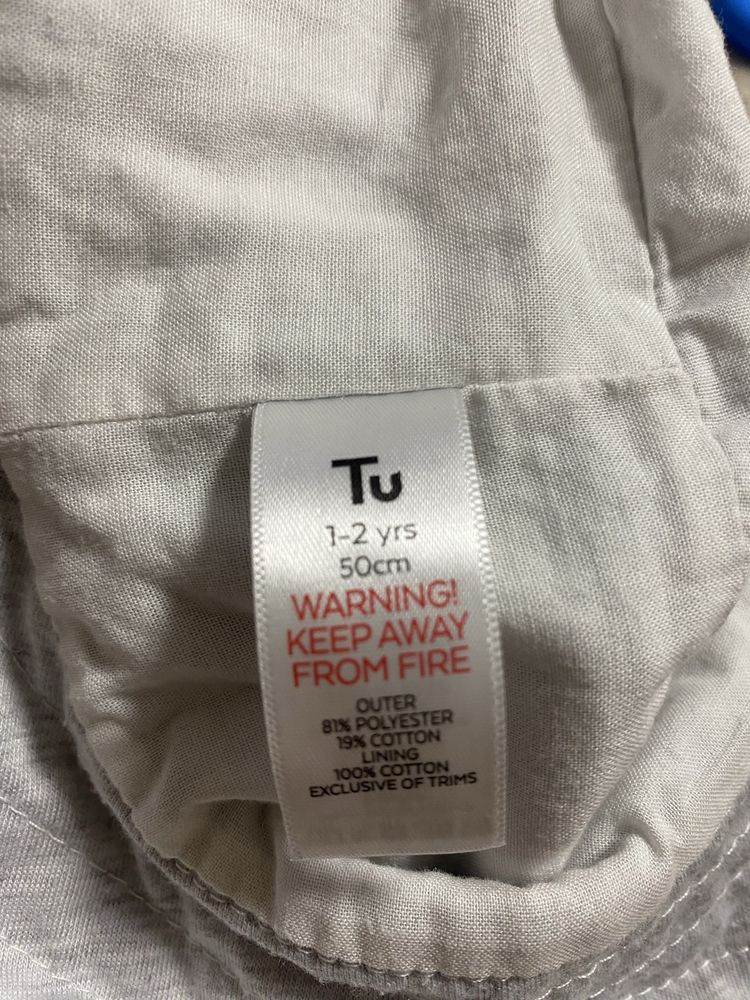 Tu
1-2 yrs
50cm
WARNING!
KEEP AWAY
FROM FIRE
OUTER
81% POLYESTER
19% COTTON
LINING
100% COTTON
EXCLUSIVE OF TRIMS